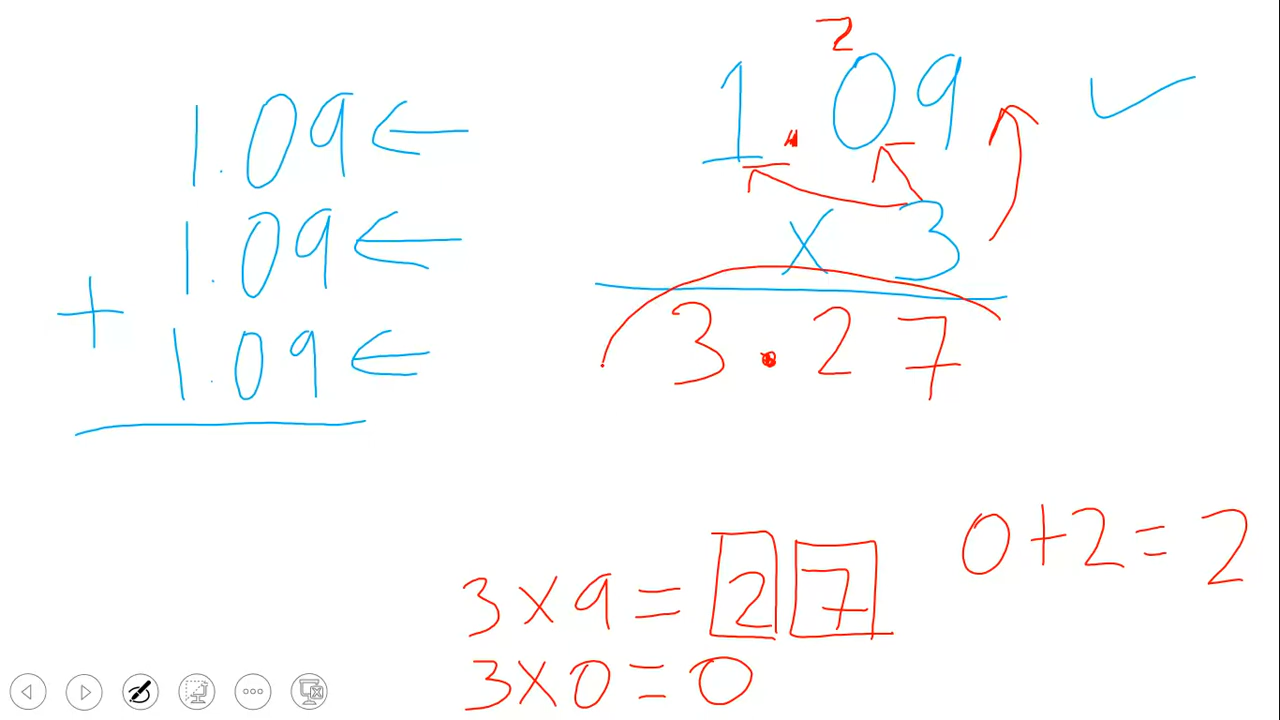 1.09
1.09
+ 1.09
2
1.09
x 3
3.27
3 x 9 = 27
3 x 0 = 0
0 + 2 = 2